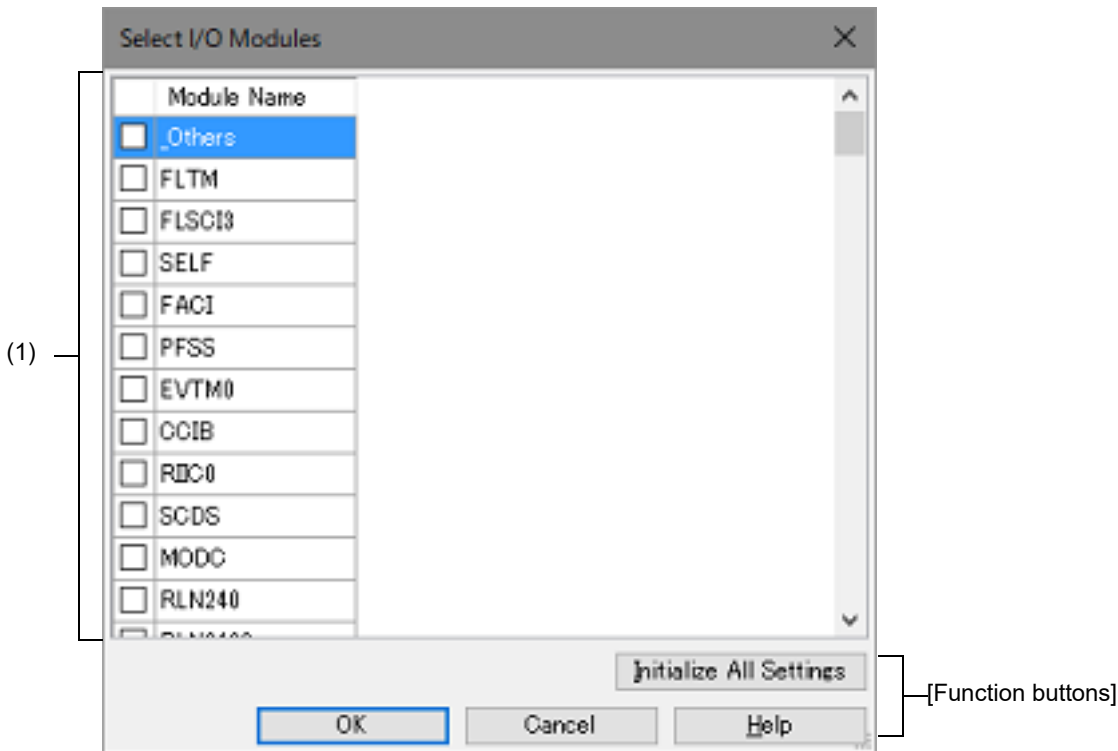 Select I/O Modules
Module Name
_Others
FLTM
FLSCI3
SELF
FACI
PFSS
EVTM0
(1)
CCIB
RIIC0
SCDS
MODC
RLN240
Initialize All Settings
[Function buttons]
OK Cancel Help